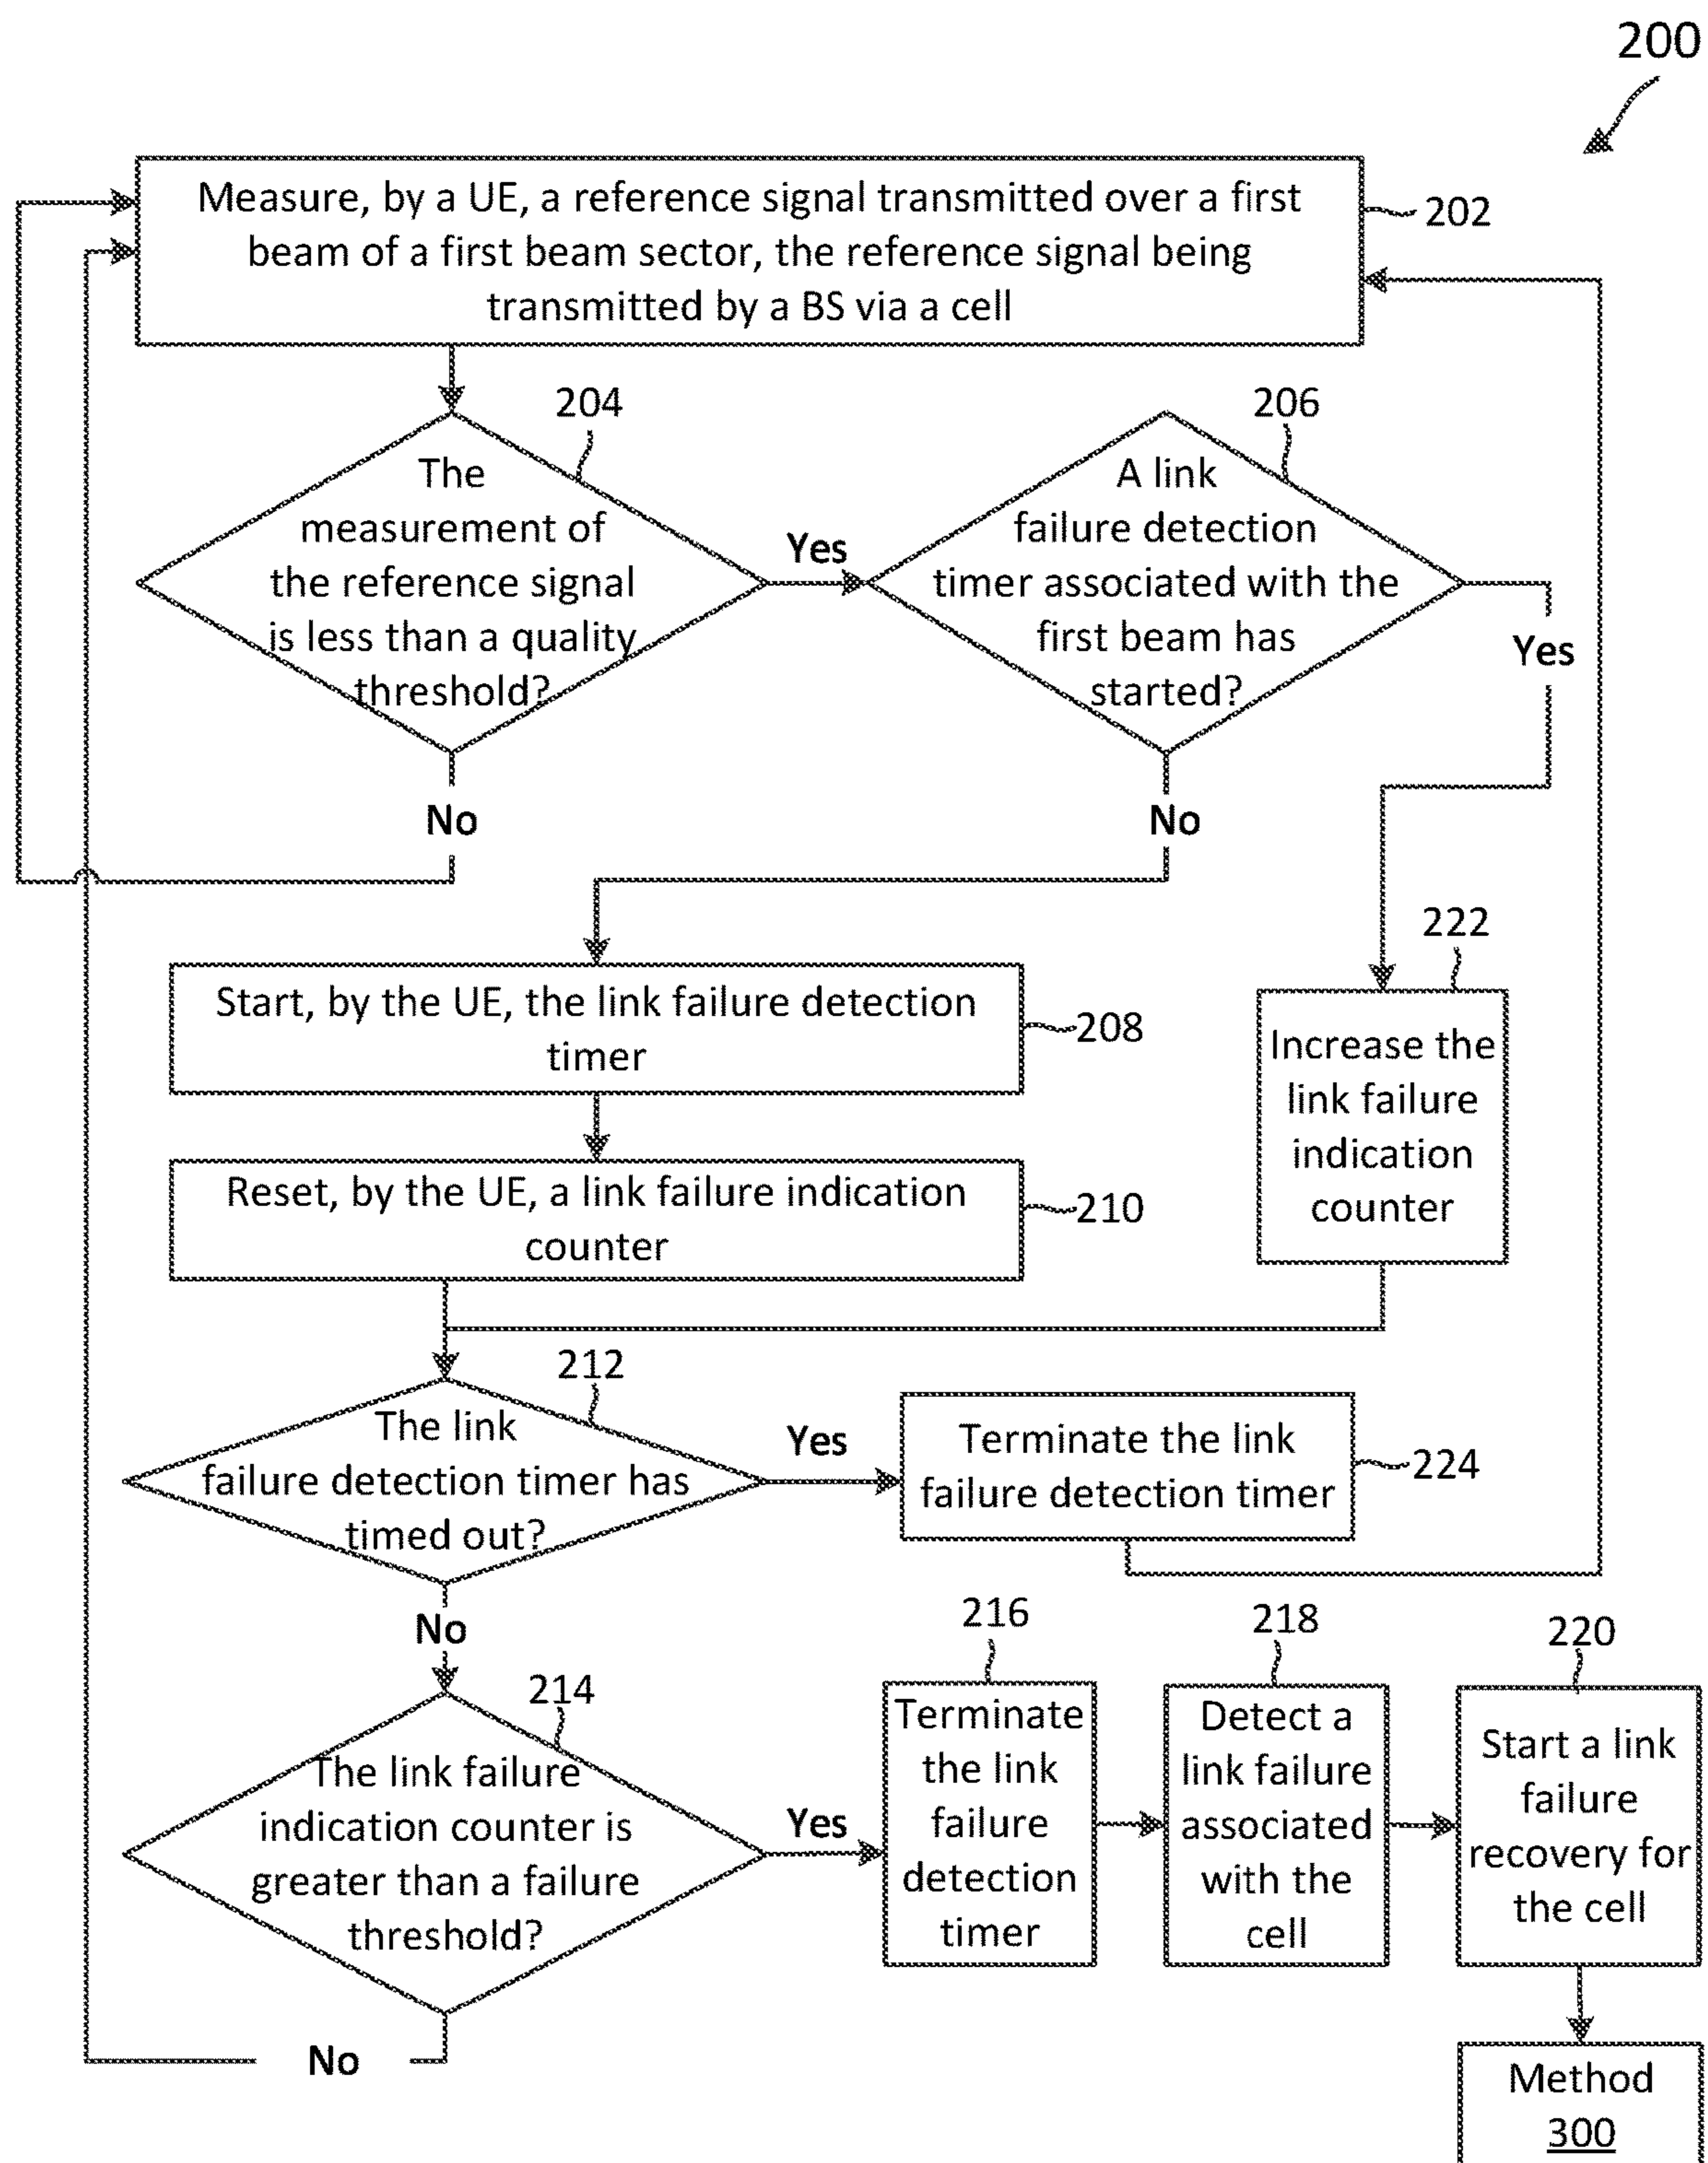 200
Measure, by a UE, a reference signal transmitted over a first
beam of a first beam sector, the reference signal being
transmitted by a BS via a cell
202
204
The
measurement of
the reference signal
is less than a quality
threshold?
Yes
No
206
A link
failure detection
timer associated with the
first beam has
started?
Yes
No
208
Start, by the UE, the link failure detection
timer
222
Increase the
link failure
indication
counter
210
Reset, by the UE, a link failure indication
counter
212
The link
failure detection timer has
timed out?
Yes
No
Terminate the link
failure detection timer
224
214
The link failure
indication counter is
greater than a failure
threshold?
Yes
No
216
Terminate
the link
failure
detection
timer
218
Detect a
link failure
associated
with the
cell
220
Start a link
failure
recovery for
the cell
Method
300